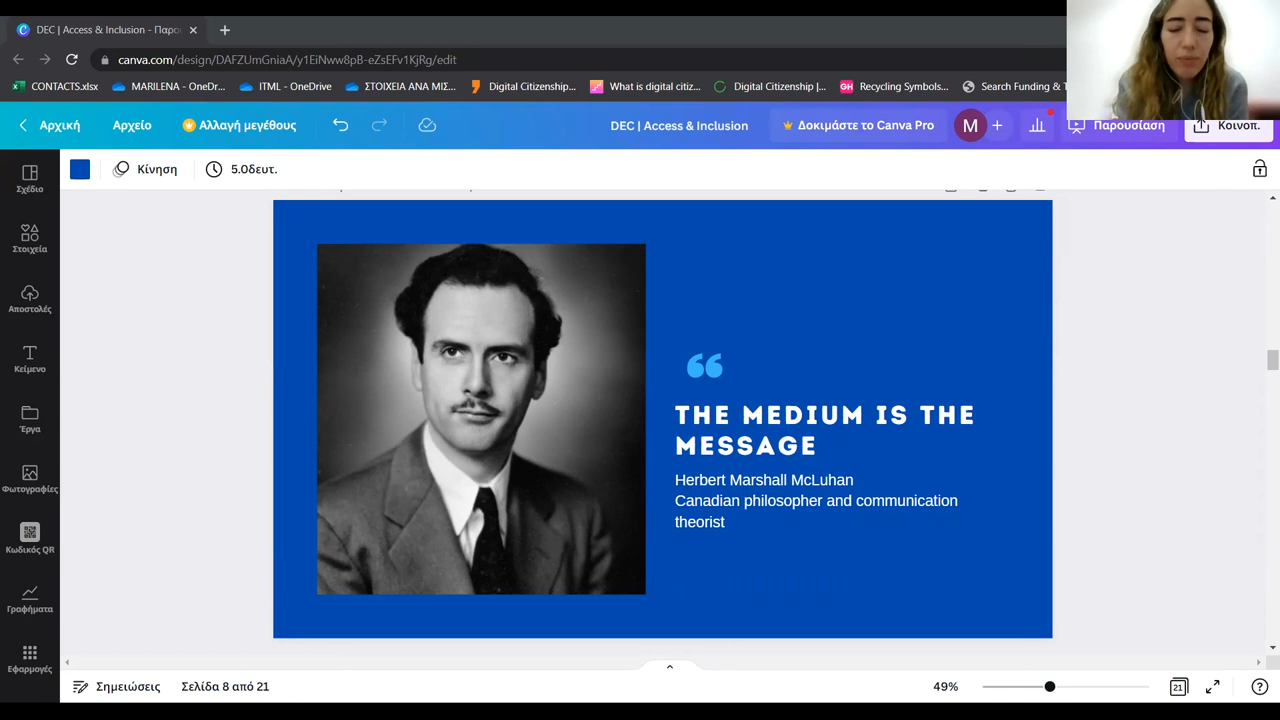 DEC | Access & Inclusion - Παρου
canva.com/design/DAFZUmGniaA/y1EiNww8pB-eZsEFv1KjRg/edit
CONTACTS.xlsx MARILENA - OneDr... ITML - OneDrive ΣΤΟΙΧΕΙΑ ΑΝΑ ΜΙΣ... Digital Citizenship... What is digital citiz... Digital Citizenship |... GH Recycling Symbols... Search Funding & T
Αρχική Αρχείο Αλλαγή μεγέθους DEC | Access & Inclusion Δοκιμάστε το Canva Pro M Παρουσίαση Κοινοπ.
Κίνηση 5.0δευτ.
Σχέδιο
Στοιχεία
Αποστολές
Κείμενο
Έργα
Φωτογραφίες
Κωδικός QR
Γραφήματα
Εφαρμογές
“
THE MEDIUM IS THE
MESSAGE
Herbert Marshall McLuhan
Canadian philosopher and communication
theorist
Σημειώσεις Σελίδα 8 από 21 49% 21